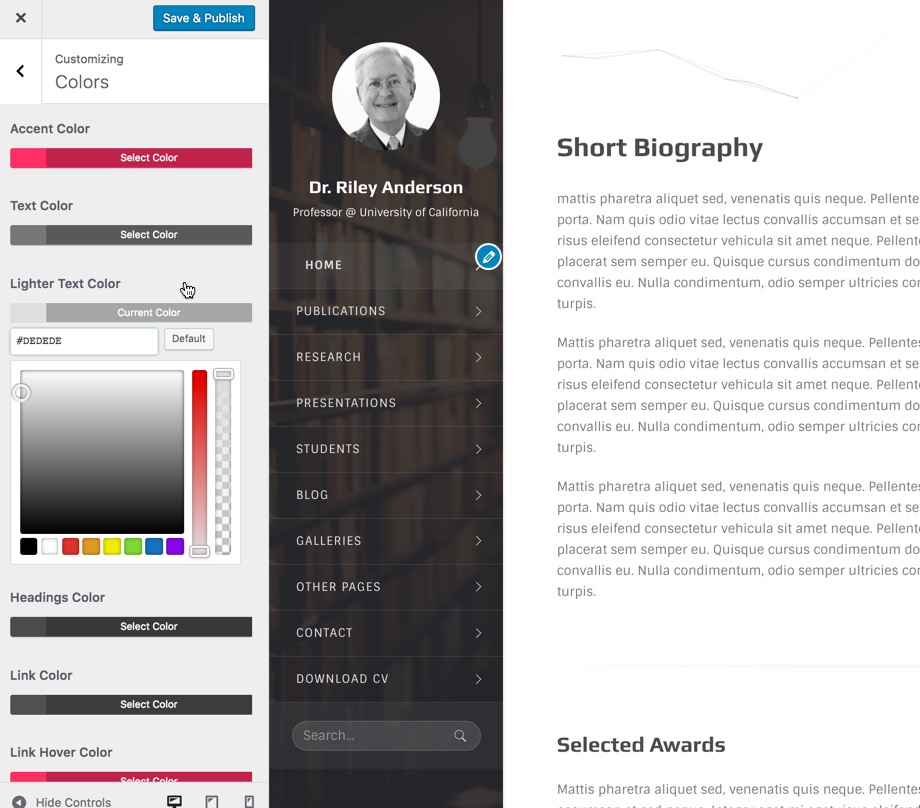 Save & Publish
Customizing
Colors
Accent Color
Select Color
Text Color
Select Color
Lighter Text Color
Current Color
#DEDEDE
Default
Headings Color
Select Color
Link Color
Select Color
Link Hover Color
Select Color
Hide Controls
Dr. Riley Anderson
Professor @ University of California
HOME
PUBLICATIONS
RESEARCH
PRESENTATIONS
STUDENTS
BLOG
GALLERIES
OTHER PAGES
CONTACT
DOWNLOAD CV
Search...
Short Biography
mattis pharetra aliquet sed, venenatis quis neque. Pellentes
porta. Nam quis odio vitae lectus convallis accumsan et se
risus eleifend consectetur vehicula sit amet neque. Pellente
placerat sem semper eu. Quisque cursus condimentum do
convallis eu. Nulla condimentum, odio semper ultricies cor
turpis.
Mattis pharetra aliquet sed, venenatis quis neque. Pellentes
porta. Nam quis odio vitae lectus convallis accumsan et se
risus eleifend consectetur vehicula sit amet neque. Pellente
placerat sem semper eu. Quisque cursus condimentum do
convallis eu. Nulla condimentum, odio semper ultricies cor
turpis.
Mattis pharetra aliquet sed, venenatis quis neque. Pellentes
porta. Nam quis odio vitae lectus convallis accumsan et se
risus eleifend consectetur vehicula sit amet neque. Pellente
placerat sem semper eu. Quisque cursus condimentum do
convallis eu. Nulla condimentum, odio semper ultricies cor
turpis.
Selected Awards
Mattis pharetra aliquet sed, venenatis quis neque. Pellentes